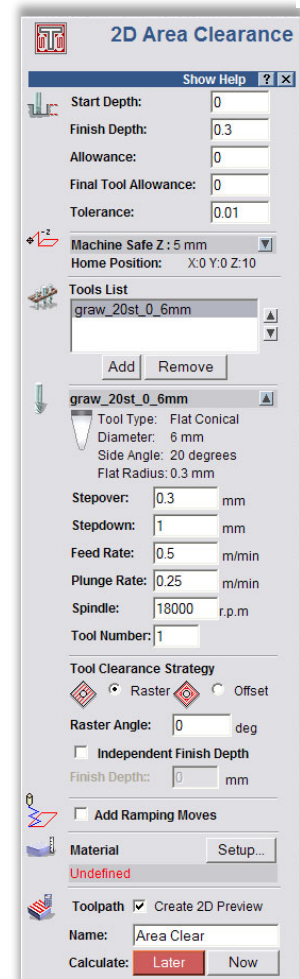 2D Area Clearance
Show Help ? X
Start Depth: 0
Finish Depth: 0.3
Allowance: 0
Final Tool Allowance: 0
Tolerance: 0.01
Machine Safe Z : 5 mm
Home Position: X:0 Y:0 Z:10
Tools List
graw_20st_0_6mm
Add Remove
graw_20st_0_6mm
Tool Type: Flat Conical
Diameter: 6 mm
Side Angle: 20 degrees
Flat Radius: 0.3 mm
Stepover: 0.3 mm
Stepdown: 1 mm
Feed Rate: 0.5 m/min
Plunge Rate: 0.25 m/min
Spindle: 18000 r.p.m
Tool Number: 1
Tool Clearance Strategy
Raster Offset
Raster Angle: 0 deg
Independent Finish Depth
Finish Depth:: 0 mm
Add Ramping Moves
Material Setup...
Undefined
Toolpath Create 2D Preview
Name: Area Clear
Calculate: Later Now